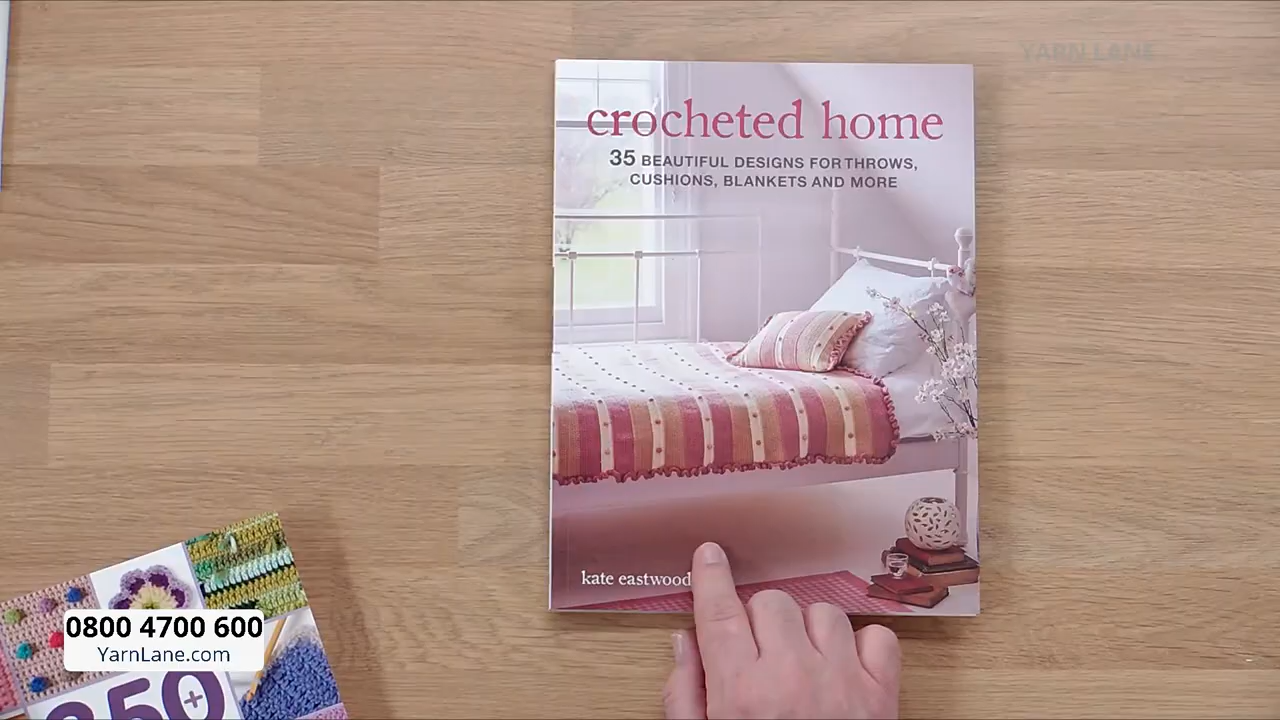 YARN LANE
crocheted home
35 BEAUTIFUL DESIGNS FOR THROWS,
CUSHIONS, BLANKETS AND MORE
kate eastwood
0800 4700 600
YarnLane.com
350+